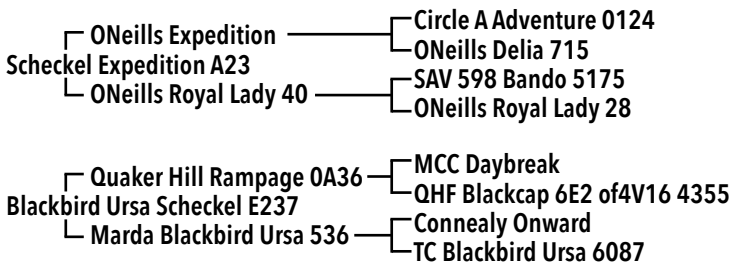 Circle A Adventure 0124
ONeills Expedition
ONeills Delia 715
Scheckel Expedition A23
SAV 598 Bando 5175
ONeills Royal Lady 40
ONeills Royal Lady 28
MCC Daybreak
Quaker Hill Rampage 0A36
QHF Blackcap 6E2 of4V16 4355
Blackbird Ursa Scheckel E237
Connealy Onward
Marda Blackbird Ursa 536
TC Blackbird Ursa 6087